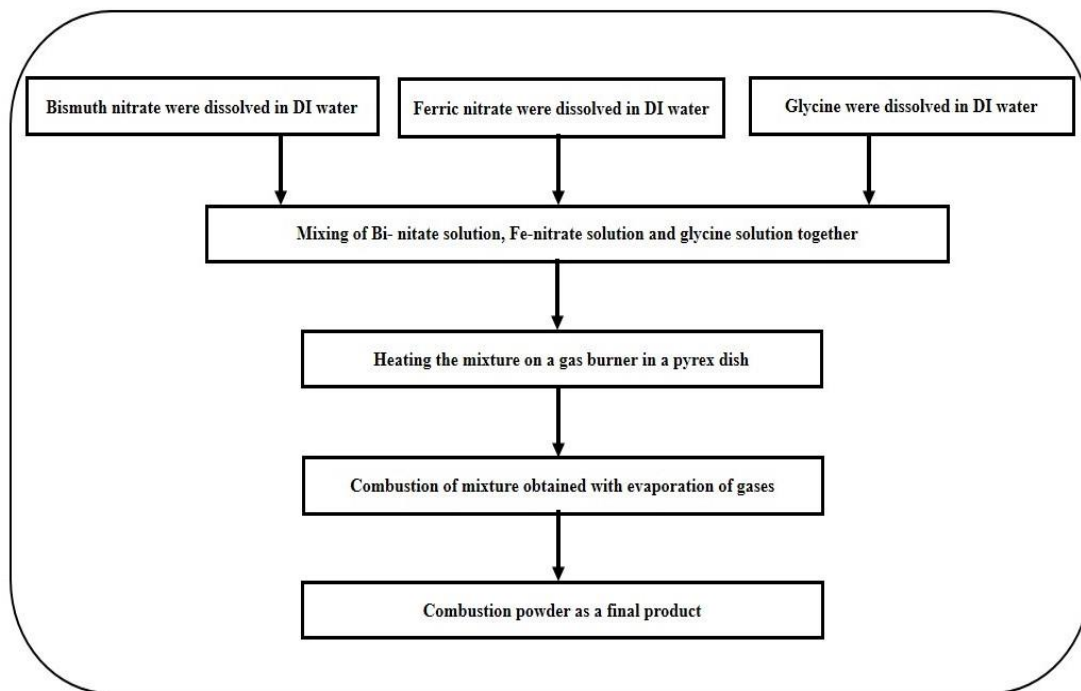 Bismuth nitrate were dissolved in DI water
Ferric nitrate were dissolved in DI water
Glycine were dissolved in DI water
Mixing of Bi- nitate solution, Fe-nitrate solution and glycine solution together
Heating the mixture on a gas burner in a pyrex dish
Combustion of mixture obtained with evaporation of gases
Combustion powder as a final product